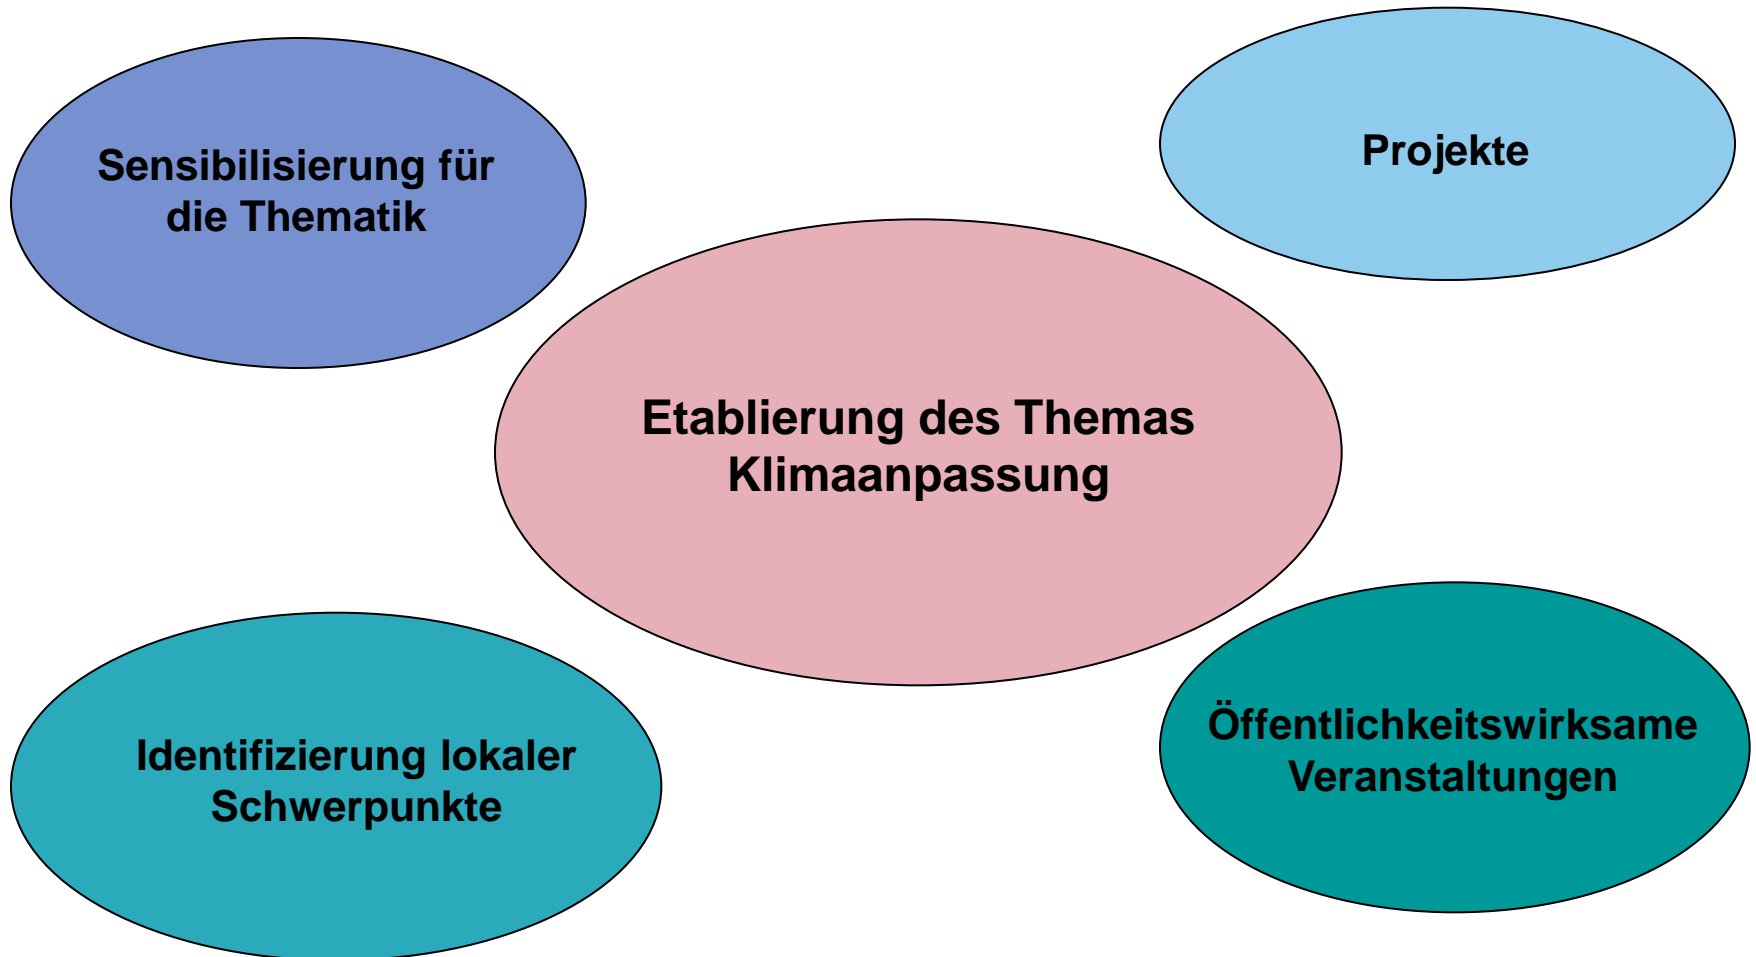 Sensibilisierung für
die Thematik
Projekte
Etablierung des Themas
Klimaanpassung
Identifizierung lokaler
Schwerpunkte
Öffentlichkeitswirksame
Veranstaltungen